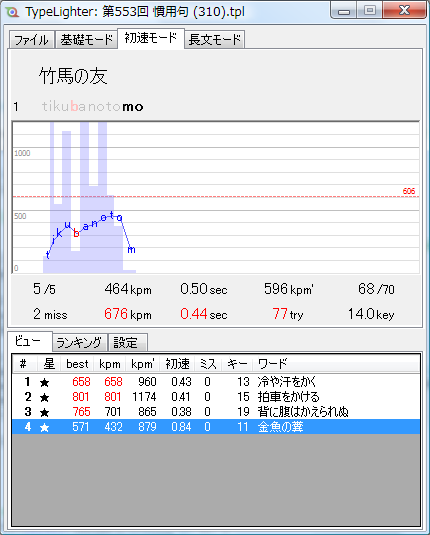 TypeLighter: 第553回 慣用句 (310).tpl
ファイル 基礎モード 初速モード 長文モード
竹馬の友
1 tikubanotomo
1000
606
500
0
t i k u b a n o t o m
5 /5 464 kpm 0.50 sec 596 kpm' 68 /70
2 miss 676 kpm 0.44 sec 77 try 14.0 key
ビュー ランキング 設定
# 星 best kpm kpm' 初速 ミス キー ワード
1 ★ 658 658 960 0.43 0 13 冷や汗をかく
2 ★ 801 801 1174 0.41 0 15 拍車をかける
3 ★ 765 701 865 0.38 0 19 背に腹はかえられぬ
4 ★ 571 432 879 0.84 0 11 金魚の糞